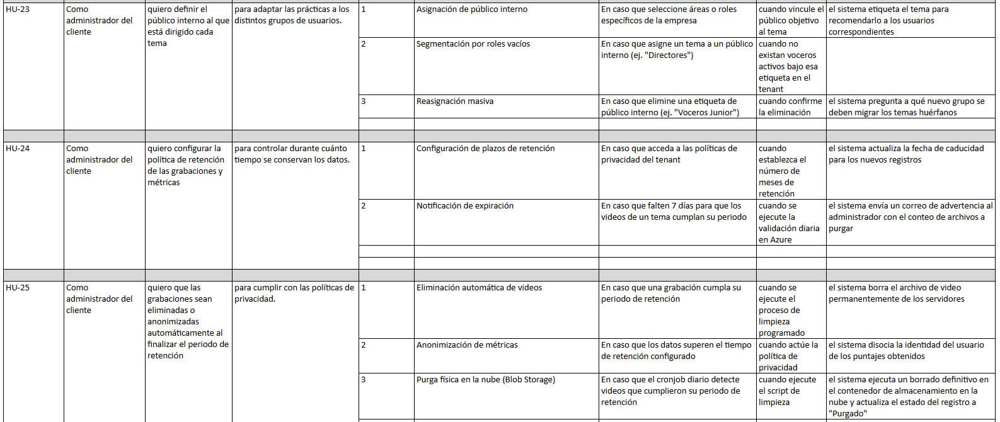 HU-23
Como
administrador del
cliente
quiero definir el
público interno al que
está dirigido cada
tema
para adaptar las prácticas a los
distintos grupos de usuarios.
1
Asignación de público interno
En caso que seleccione áreas o roles
específicos de la empresa
cuando vincule el
público objetivo
al tema
el sistema etiqueta el tema para
recomendarlo a los usuarios
correspondientes
2
Segmentación por roles vacíos
En caso que asigne un tema a un público
interno (ej. "Directores")
cuando no
existan voceros
activos bajo esa
etiqueta en el
tenant
3
Reasignación masiva
En caso que elimine una etiqueta de
público interno (ej. "Voceros Junior")
cuando confirme
la eliminación
el sistema pregunta a qué nuevo grupo se
deben migrar los temas huérfanos
HU-24
Como
administrador del
cliente
quiero configurar la
política de retención
de las grabaciones y
métricas
para controlar durante cuánto
tiempo se conservan los datos.
1
Configuración de plazos de retención
En caso que acceda a las políticas de
privacidad del tenant
cuando
establezca el
número de
meses de
retención
el sistema actualiza la fecha de caducidad
para los nuevos registros
2
Notificación de expiración
En caso que falten 7 días para que los
videos de un tema cumplan su periodo
cuando se
ejecute la
validación diaria
en Azure
el sistema envía un correo de advertencia al
administrador con el conteo de archivos a
purgar
HU-25
Como
administrador del
cliente
quiero que las
grabaciones sean
eliminadas o
anonimizadas
automáticamente al
finalizar el periodo de
retención
para cumplir con las políticas de
privacidad.
1
Eliminación automática de videos
En caso que una grabación cumpla su
periodo de retención
cuando se
ejecute el
proceso de
limpieza
programado
el sistema borra el archivo de video
permanentemente de los servidores
2
Anonimización de métricas
En caso que los datos superen el tiempo
de retención configurado
cuando actúe la
política de
privacidad
el sistema disocia la identidad del usuario
de los puntajes obtenidos
3
Purga física en la nube (Blob Storage)
En caso que el cronjob diario detecte
videos que cumplieron su periodo de
retención
cuando ejecute
el script de
limpieza
el sistema ejecuta un borrado definitivo en
el contenedor de almacenamiento en la
nube y actualiza el estado del registro a
"Purgado"